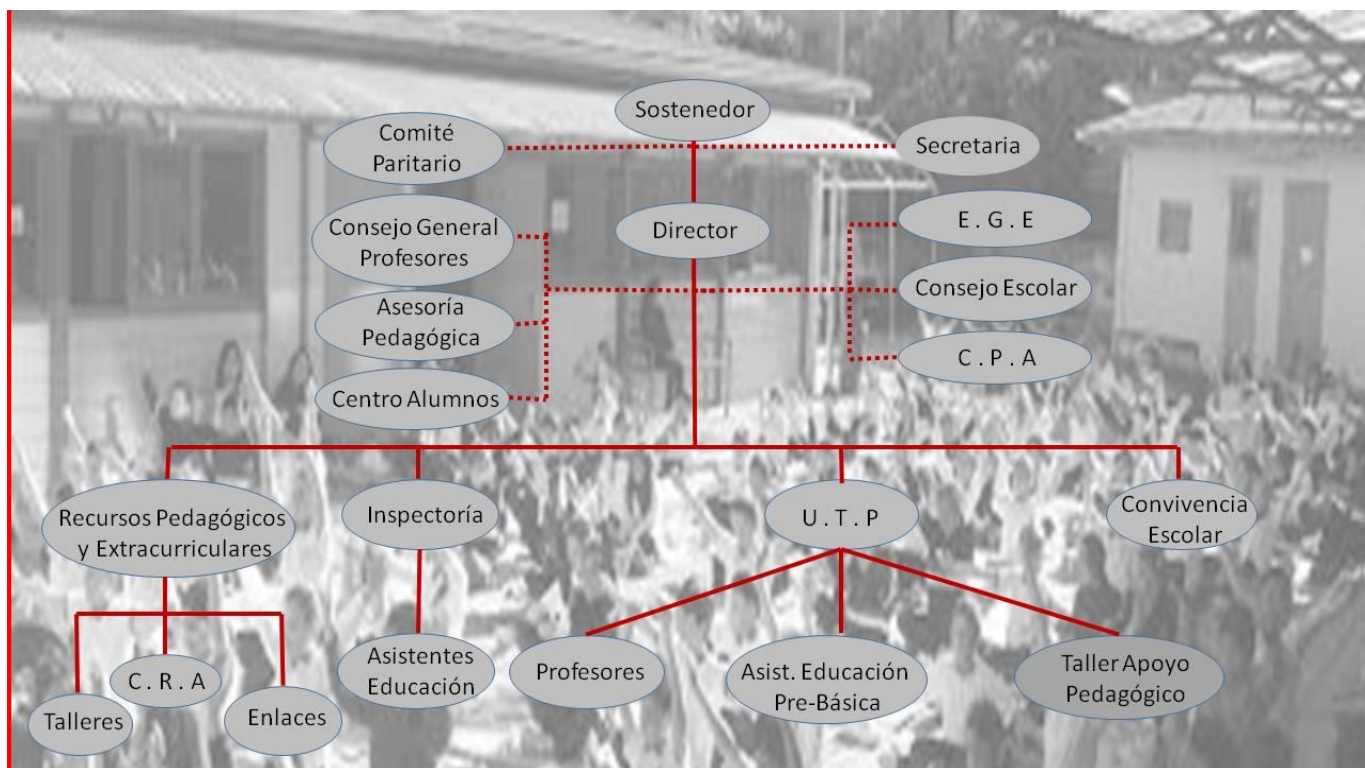 Sostenedor
Comité
Paritario
Secretaria
Consejo General
Profesores
Director
E . G . E
Asesoría
Pedagógica
Consejo Escolar
Centro Alumnos
C . P . A
Recursos Pedagógicos
y Extracurriculares
Inspectoría
U . T . P
Convivencia
Escolar
Talleres
C . R . A
Enlaces
Asistentes
Educación
Profesores
Asist. Educación
Pre-Básica
Taller Apoyo
Pedagógico